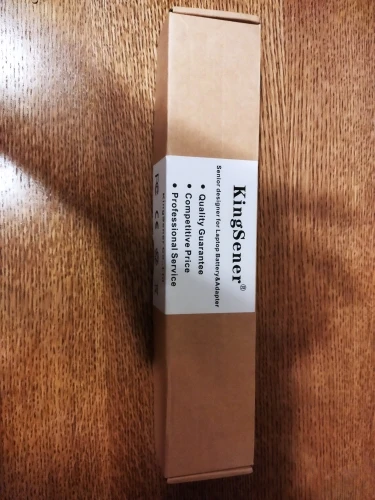 KingSener®
Senior designer for Laptop Battery&Adapter
● Quality Guarantee
● Competitive Price
● Professional Service